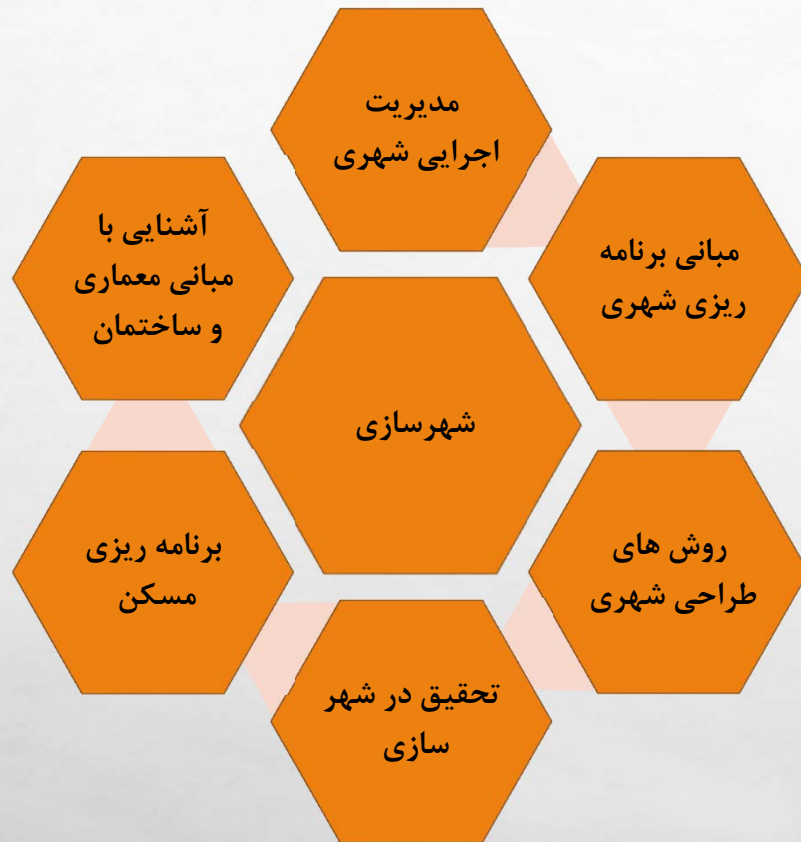 مدیریت
اجرایی شهری
مبانی برنامه
ریزی شهری
روش های
طراحی شهری
تحقیق در شهر
سازی
برنامه ریزی
مسکن
آشنایی با
مبانی معماری
و ساختمان
شهرسازی